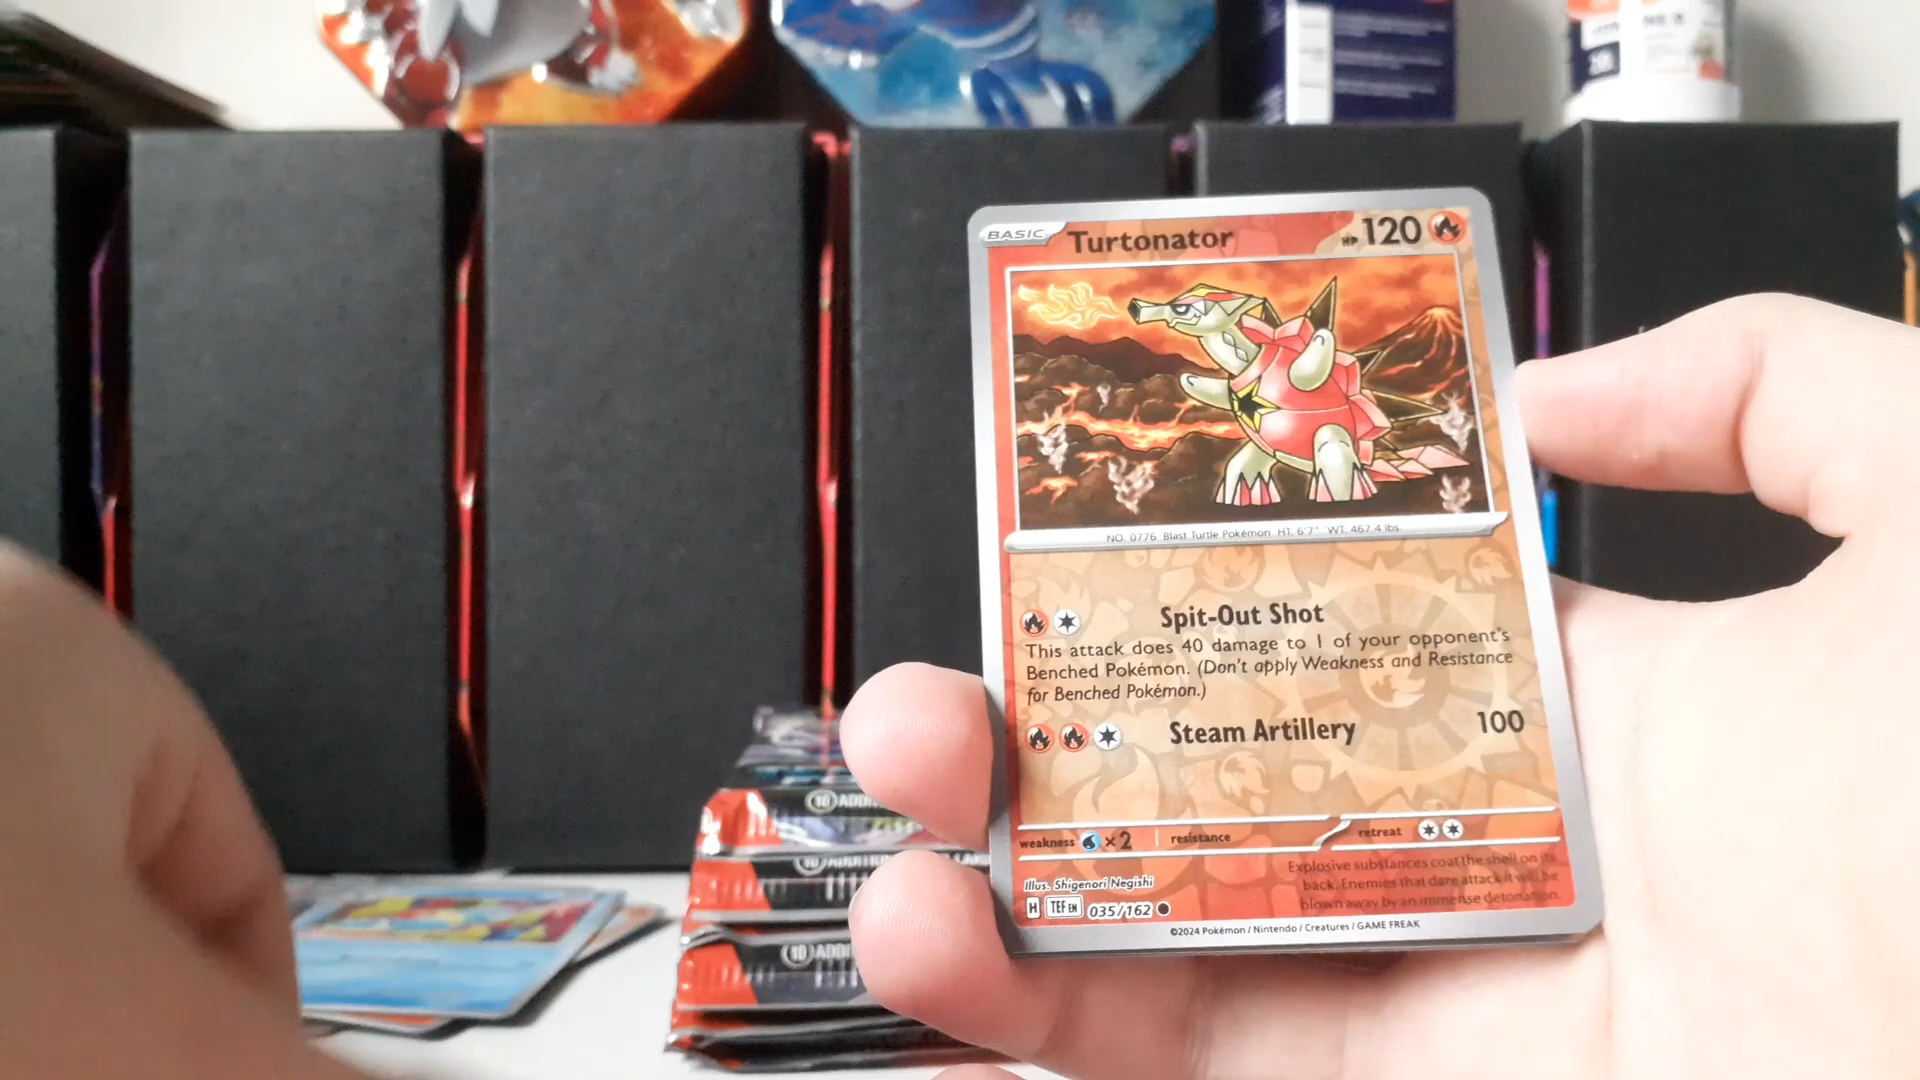 BASIC Turtonator HP 120
NO. 0776 Blast Turtle Pokémon HT. 6'7" WT. 467.4 lbs.
Spit-Out Shot
This attack does 40 damage to 1 of your opponent's
Benched Pokémon. (Don't apply Weakness and Resistance
for Benched Pokémon.)
Steam Artillery 100
weakness ×2 resistance retreat
Explosive substances coat the shell on its
back. Enemies that dare attack it will be
blown away by an immense detonation.
Illus. Shigenori Negishi
H TEF EN 035/162
©2024 Pokémon / Nintendo / Creatures / GAME FREAK
10
10
10